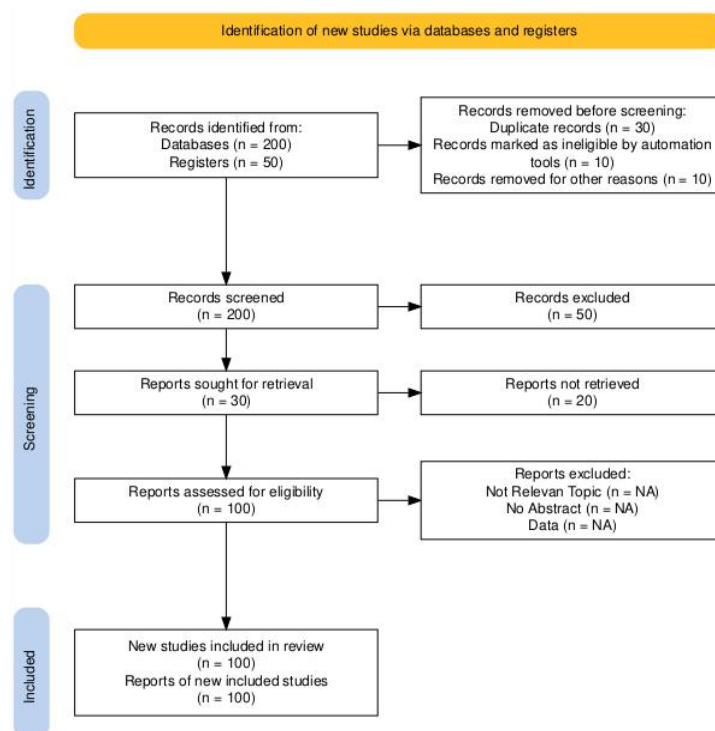 Identification of new studies via databases and registers
Identification
Records identified from:
Databases (n = 200)
Registers (n = 50)
Records removed before screening:
Duplicate records (n = 30)
Records marked as ineligible by automation
tools (n = 10)
Records removed for other reasons (n = 10)
Screening
Records screened
(n = 200)
Records excluded
(n = 50)
Reports sought for retrieval
(n = 30)
Reports not retrieved
(n = 20)
Reports assessed for eligibility
(n = 100)
Reports excluded:
Not Relevan Topic (n = NA)
No Abstract (n = NA)
Data (n = NA)
Included
New studies included in review
(n = 100)
Reports of new included studies
(n = 100)